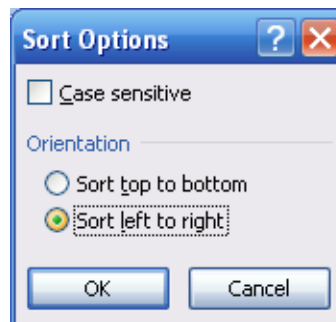 Sort Options
Case sensitive
Orientation
Sort top to bottom
Sort left to right
OK Cancel